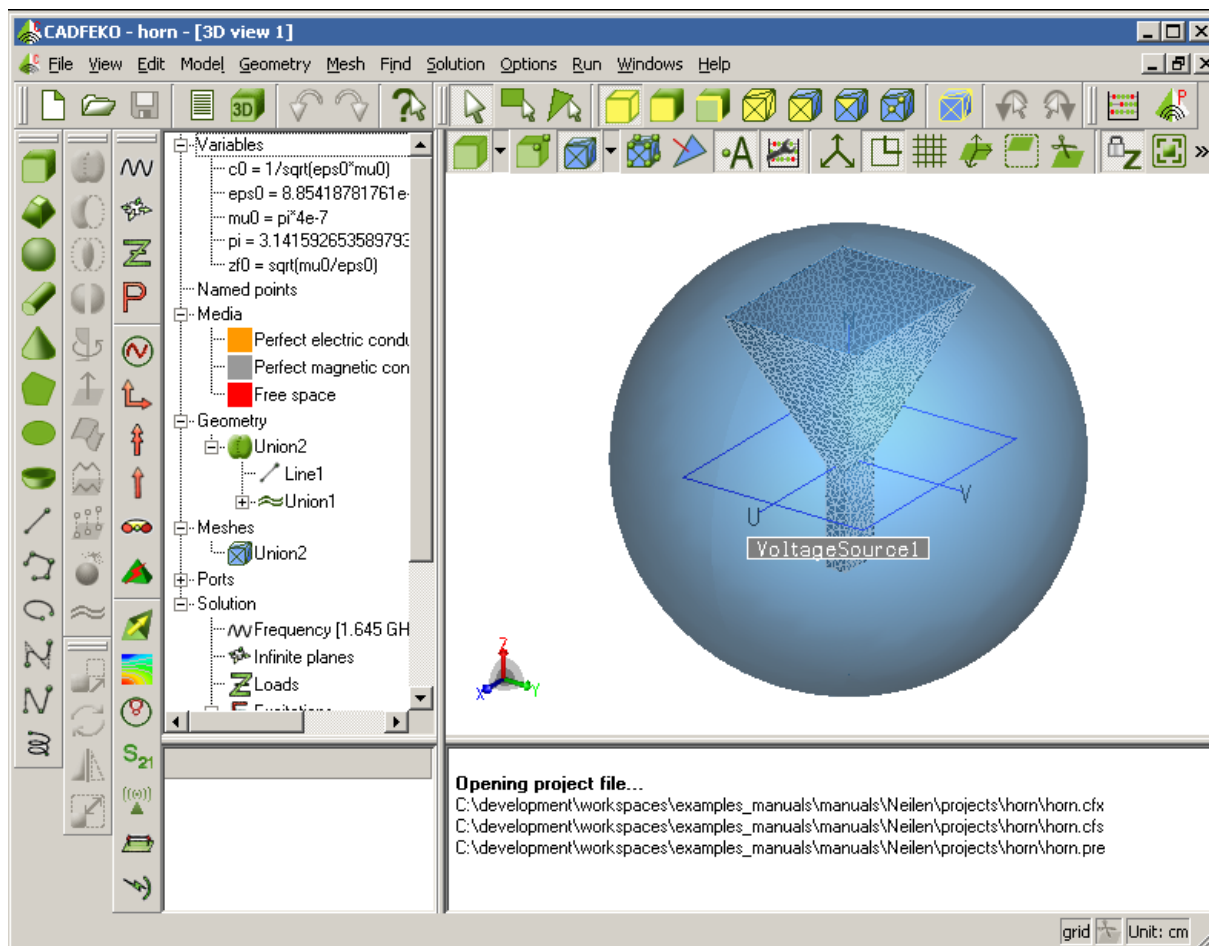 CADFEKO - horn - [3D view 1]
File View Edit Model Geometry Mesh Find Solution Options Run Windows Help
3D
P
A
Z
»
Variables
c0 = 1/sqrt(eps0*mu0)
eps0 = 8.85418781761e-
mu0 = pi*4e-7
pi = 3.141592653589793
zf0 = sqrt(mu0/eps0)
Named points
Media
Perfect electric condu
Perfect magnetic con
Free space
Geometry
Union2
Line1
Union1
Meshes
Union2
Ports
Solution
Frequency [1.645 GH
Infinite planes
Loads
Excitations
Z
P
S21
U
V
VoltageSource1
Z
X
Y
Opening project file...
C:\development\workspaces\examples_manuals\manuals\Neilen\projects\horn\horn.cfx
C:\development\workspaces\examples_manuals\manuals\Neilen\projects\horn\horn.cfs
C:\development\workspaces\examples_manuals\manuals\Neilen\projects\horn\horn.pre
grid
Unit: cm